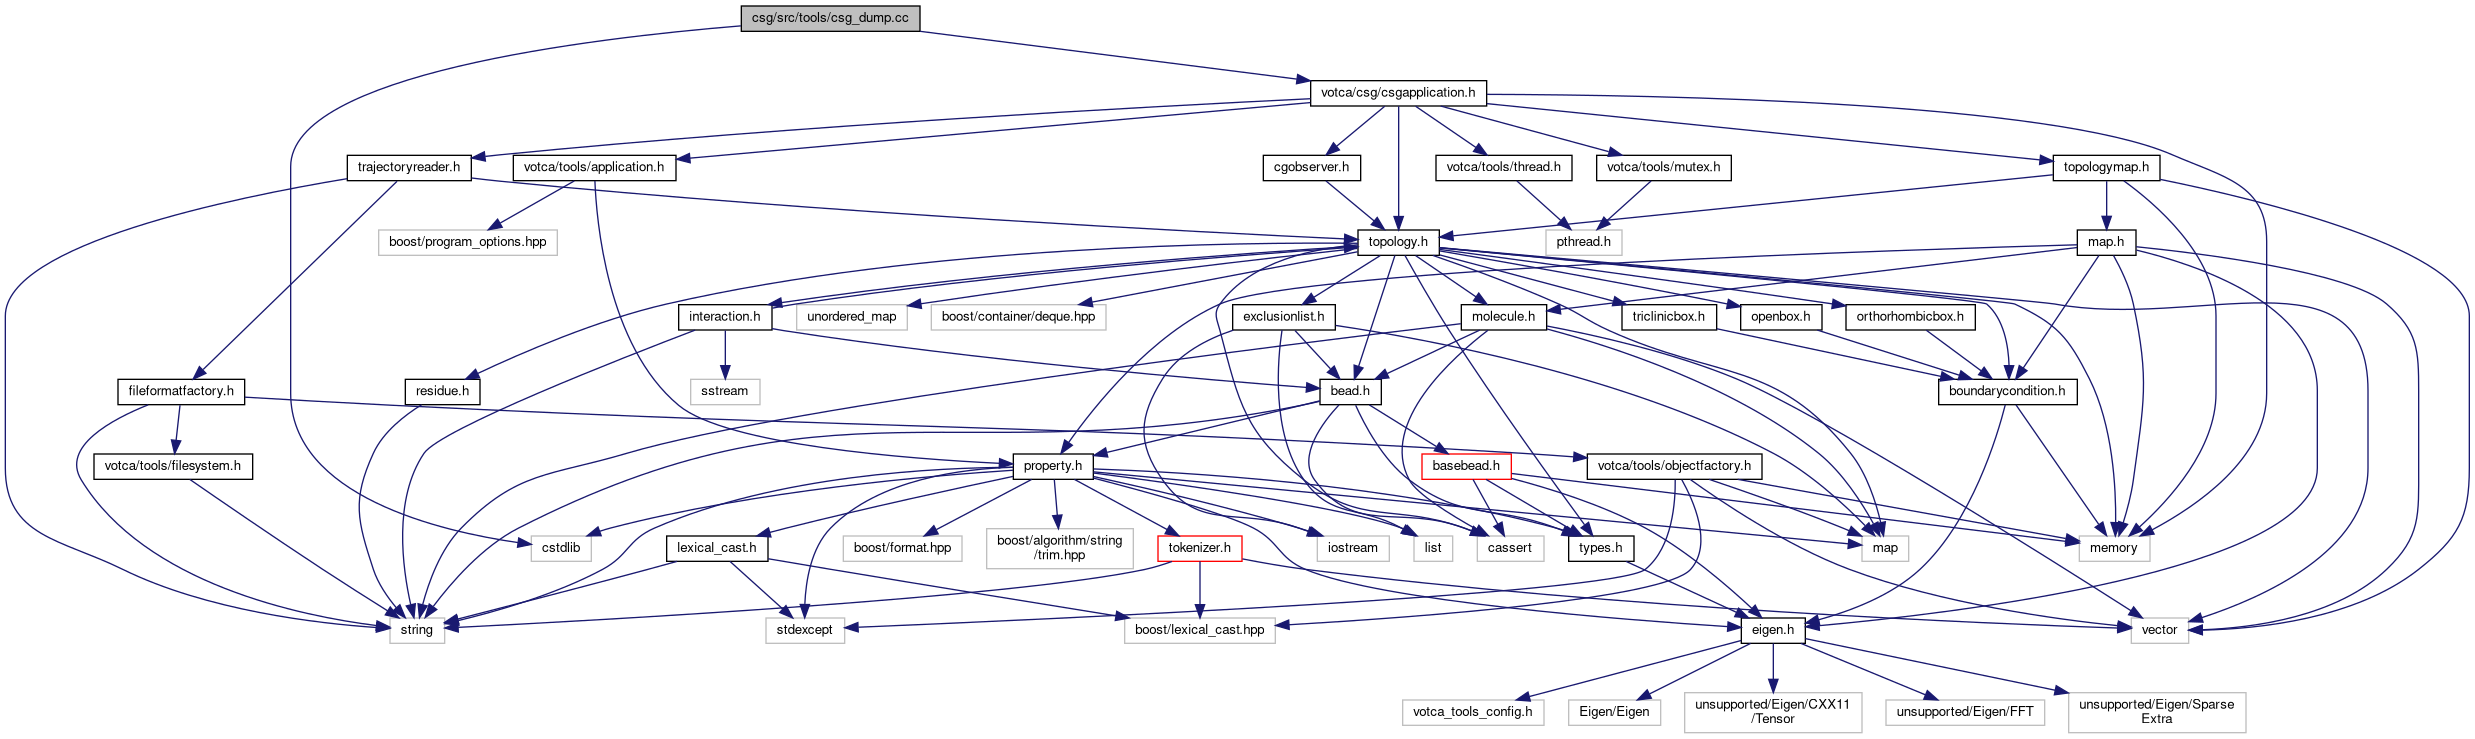 csg/src/tools/csg_dump.cc
votca/csg/csgapplication.h
trajectoryreader.h
votca/tools/application.h
cgobserver.h
votca/tools/thread.h
votca/tools/mutex.h
topologymap.h
boost/program_options.hpp
topology.h
pthread.h
map.h
interaction.h
unordered_map
boost/container/deque.hpp
exclusionlist.h
molecule.h
triclinicbox.h
openbox.h
orthorhombicbox.h
fileformatfactory.h
residue.h
sstream
bead.h
boundarycondition.h
votca/tools/filesystem.h
property.h
basebead.h
votca/tools/objectfactory.h
cstdlib
lexical_cast.h
boost/format.hpp
boost/algorithm/string
/trim.hpp
tokenizer.h
iostream
list
cassert
types.h
map
memory
string
stdexcept
boost/lexical_cast.hpp
eigen.h
vector
votca_tools_config.h
Eigen/Eigen
unsupported/Eigen/CXX11
/Tensor
unsupported/Eigen/FFT
unsupported/Eigen/Sparse
Extra